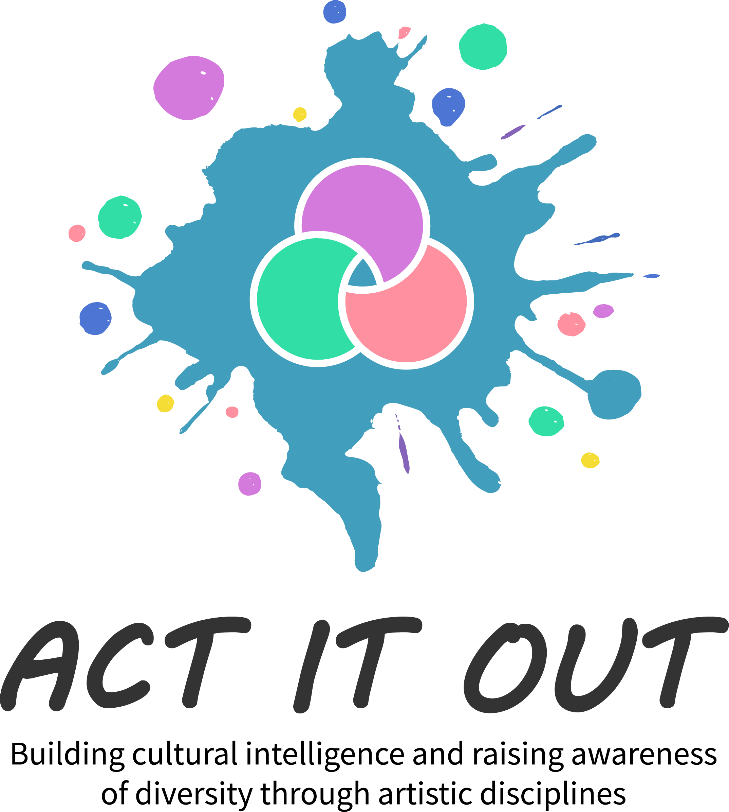 ACT IT OUT
Building cultural intelligence and raising awareness
of diversity through artistic disciplines